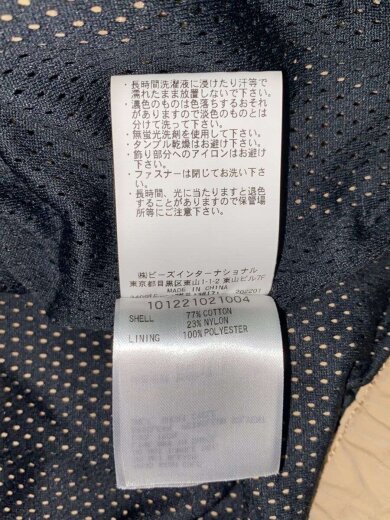 ・長時間洗濯液に浸けたり汗等で
濡れたまま放置しないで下さい。
・濃色のものは色落ちするおそれ
がありますので淡色のものとは
分けて洗って下さい。
・無蛍光洗剤を使用して下さい。
・タンブル乾燥はお避け下さい。
・飾り部分へのアイロンはお避け下さい。
・ファスナーは閉じてお洗い下さ
い。
・長時間、光に当たりますと退色
することがありますので保管場
所等にご注意下さい。
㈱ビーズインターナショナル
東京都目黒区東山1-1-2 東山ビル7F
MADE IN CHINA
202201
101221021004
SHELL 77% COTTON
23% NYLON
LINING 100% POLYESTER